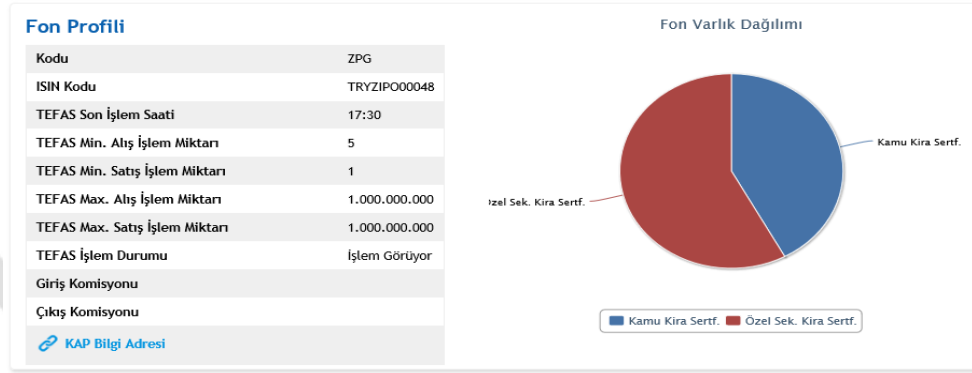 Fon Profili
Kodu ZPG
ISIN Kodu TRYZIPO00048
TEFAS Son İşlem Saati 17:30
TEFAS Min. Alış İşlem Miktarı 5
TEFAS Min. Satış İşlem Miktarı 1
TEFAS Max. Alış İşlem Miktarı 1.000.000.000
TEFAS Max. Satış İşlem Miktarı 1.000.000.000
TEFAS İşlem Durumu İşlem Görüyor
Giriş Komisyonu
Çıkış Komisyonu
KAP Bilgi Adresi
Fon Varlık Dağılımı
Kamu Kira Sertf.
Sek. Kira Sertf.
Kamu Kira Sertf. Özel Sek. Kira Sertf.